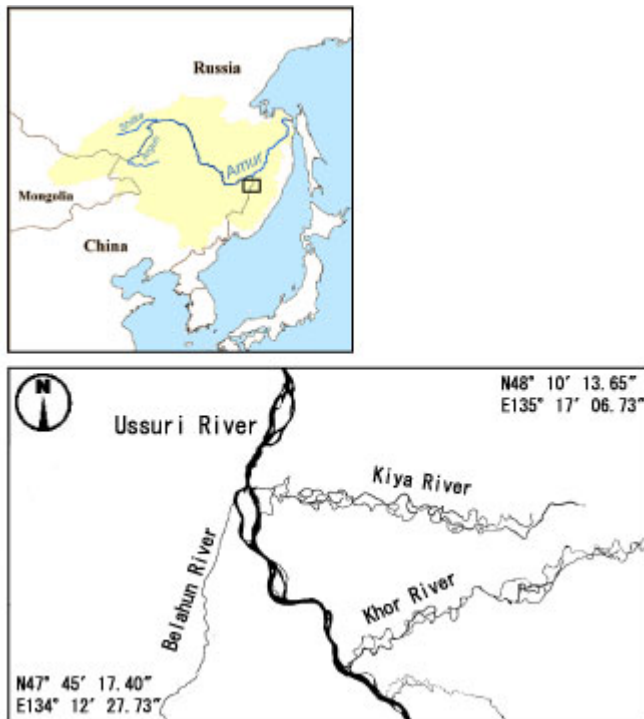 Russia
Shilka
Argun
Amur
Mongolia
China
N
Ussuri River
N48° 10′ 13.65″
E135° 17′ 06.73″
Kiya River
Belahun River
Khor River
N47° 45′ 17.40″
E134° 12′ 27.73″